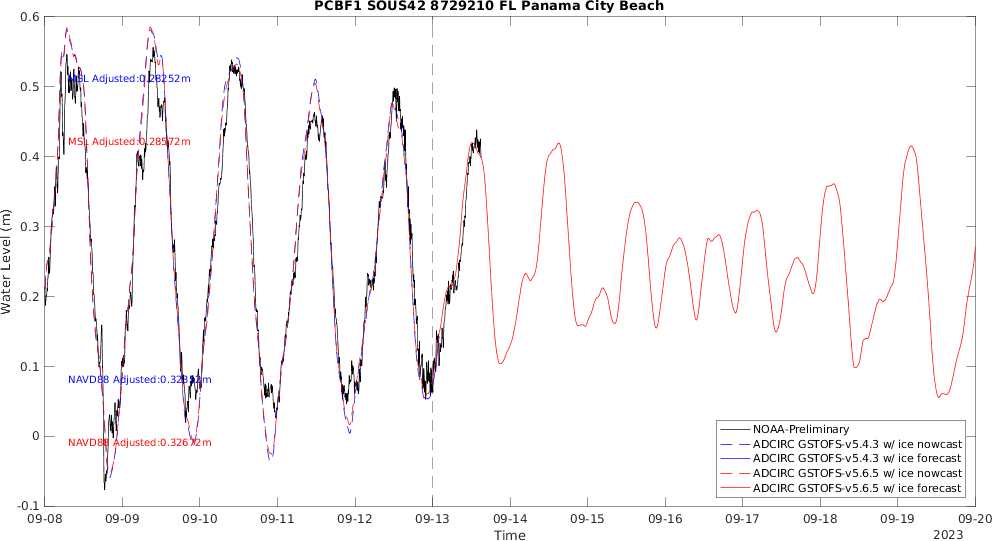 PCBF1 SOUS42 8729210 FL Panama City Beach
0.6
0.5
0.4
0.3
0.2
0.1
0
-0.1
Water Level (m)
MSL Adjusted:0.28252m
MSL Adjusted:0.28572m
NAVD88 Adjusted:0.32352m
NAVD88 Adjusted:0.32672m
NOAA-Preliminary
ADCIRC GSTOFS-v5.4.3 w/ ice nowcast
ADCIRC GSTOFS-v5.4.3 w/ ice forecast
ADCIRC GSTOFS-v5.6.5 w/ ice nowcast
ADCIRC GSTOFS-v5.6.5 w/ ice forecast
09-08 09-09 09-10 09-11 09-12 09-13 09-14 09-15 09-16 09-17 09-18 09-19 09-20
Time
2023